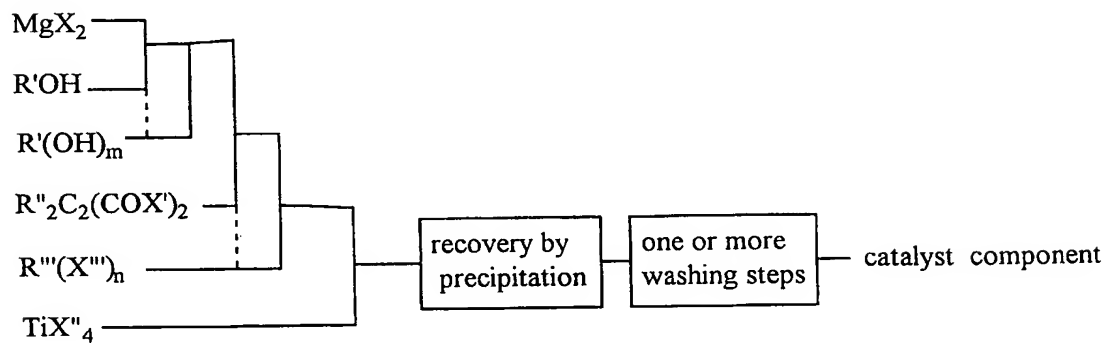 MgX₂
R'OH
R'(OH)ₘ
R''₂C₂(COX')₂
R'''(X''')ₙ
TiX''₄
recovery by
precipitation
one or more
washing steps
catalyst component